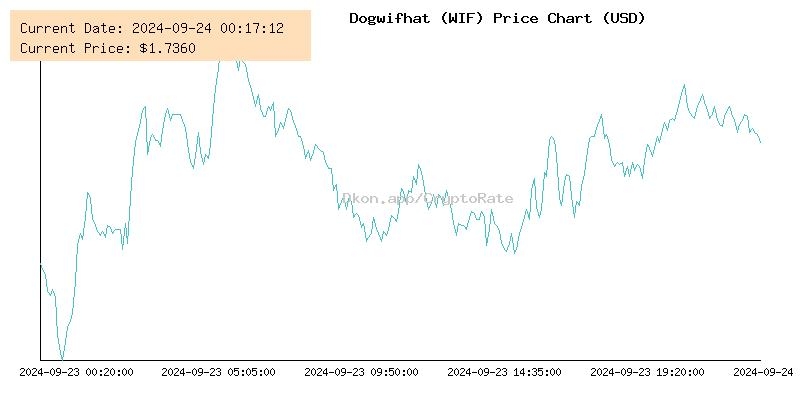 Dogwifhat (WIF) Price Chart (USD)
Current Date: 2024-09-24 00:17:12
Current Price: $1.7360
Dkon.app/CryptoRate
2024-09-23 00:20:00 2024-09-23 05:05:00 2024-09-23 09:50:00 2024-09-23 14:35:00 2024-09-23 19:20:00 2024-09-24